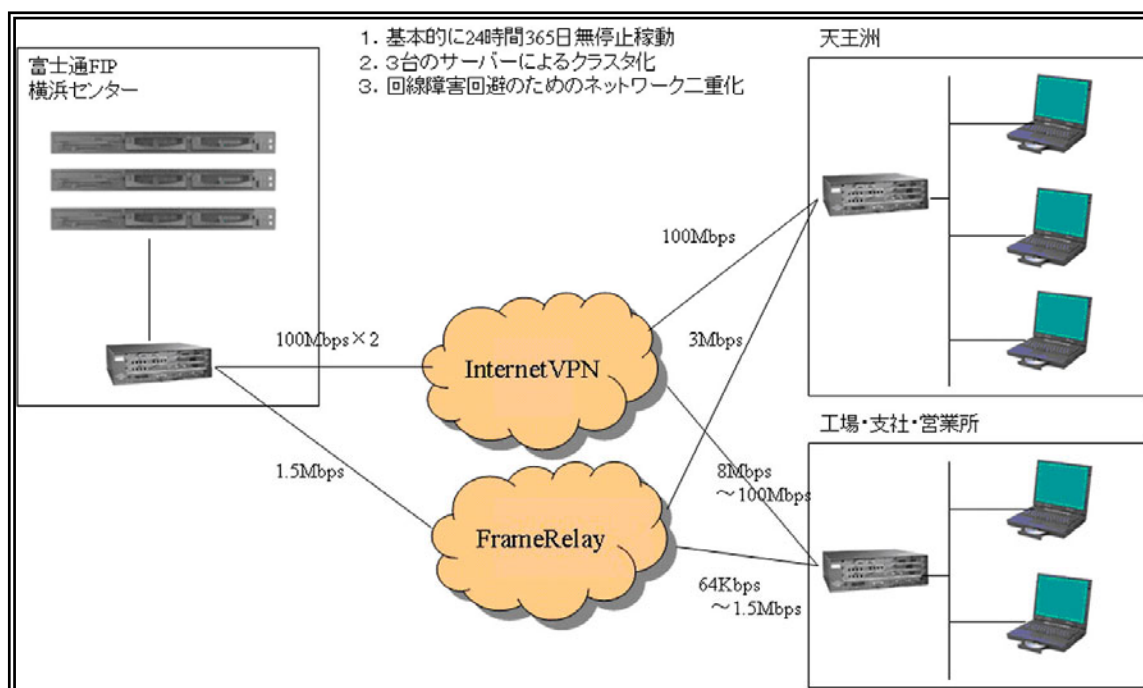 1. 基本的に24時間365日無停止稼動
2. 3台のサーバーによるクラスタ化
3. 回線障害回避のためのネットワーク二重化
富士通FIP
横浜センター
天王洲
100Mbps
100Mbps×2
3Mbps
InternetVPN
工場・支社・営業所
1.5Mbps
8Mbps
～100Mbps
FrameRelay
64Kbps
～1.5Mbps